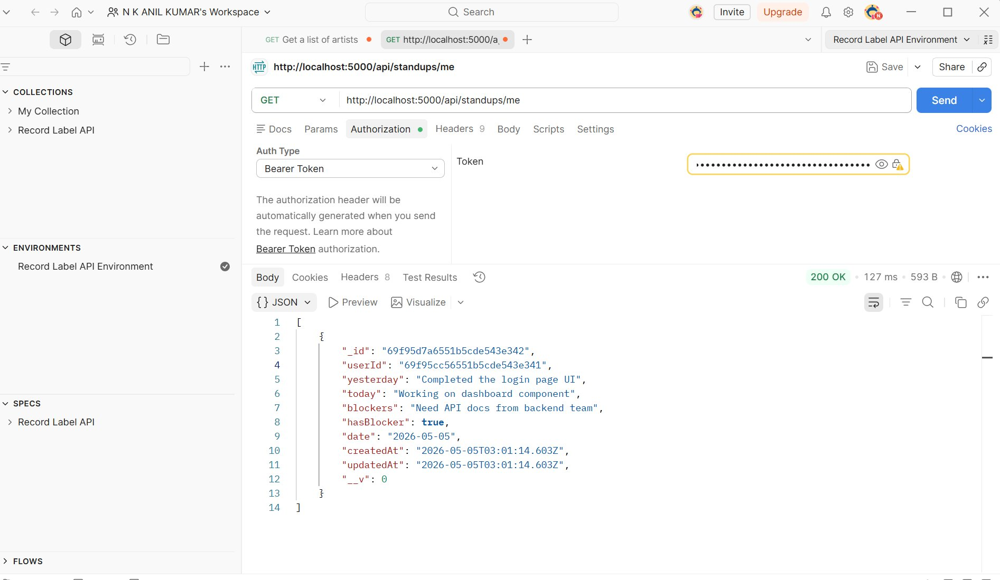 N K ANIL KUMAR's Workspace
Search
Invite
Upgrade
N
GET Get a list of artists
GET http://localhost:5000/a
Record Label API Environment
COLLECTIONS
My Collection
Record Label API
ENVIRONMENTS
Record Label API Environment
SPECS
Record Label API
FLOWS
HTTP http://localhost:5000/api/standups/me
Save
Share
GET http://localhost:5000/api/standups/me
Send
Docs Params Authorization Headers 9 Body Scripts Settings
Cookies
Auth Type
Bearer Token
The authorization header will be
automatically generated when you send
the request. Learn more about
Bearer Token authorization.
Token
Body Cookies Headers 8 Test Results
200 OK • 127 ms • 593 B
{} JSON Preview Visualize
1 [
2 {
3 "_id": "69f95d7a6551b5cde543e342",
4 "userId": "69f95cc56551b5cde543e341",
5 "yesterday": "Completed the login page UI",
6 "today": "Working on dashboard component",
7 "blockers": "Need API docs from backend team",
8 "hasBlocker": true,
9 "date": "2026-05-05",
10 "createdAt": "2026-05-05T03:01:14.603Z",
11 "updatedAt": "2026-05-05T03:01:14.603Z",
12 "__v": 0
13 }
14 ]